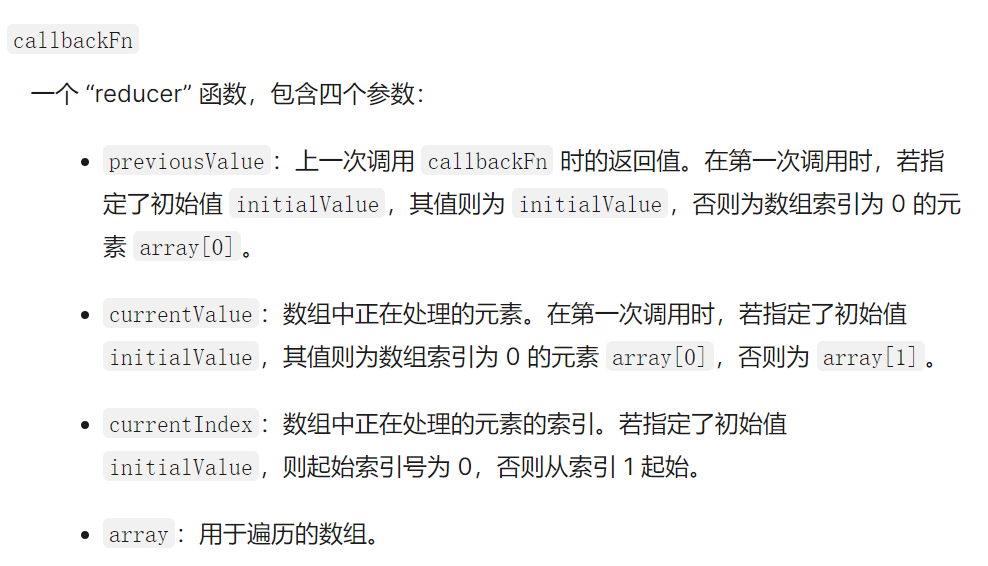 callbackFn
一个 “reducer” 函数，包含四个参数：
• previousValue：上一次调用 callbackFn 时的返回值。在第一次调用时，若指
定了初始值 initialValue，其值则为 initialValue，否则为数组索引为 0 的元
素 array[0]。
• currentValue：数组中正在处理的元素。在第一次调用时，若指定了初始值
initialValue，其值则为数组索引为 0 的元素 array[0]，否则为 array[1]。
• currentIndex：数组中正在处理的元素的索引。若指定了初始值
initialValue，则起始索引号为 0，否则从索引 1 起始。
• array：用于遍历的数组。